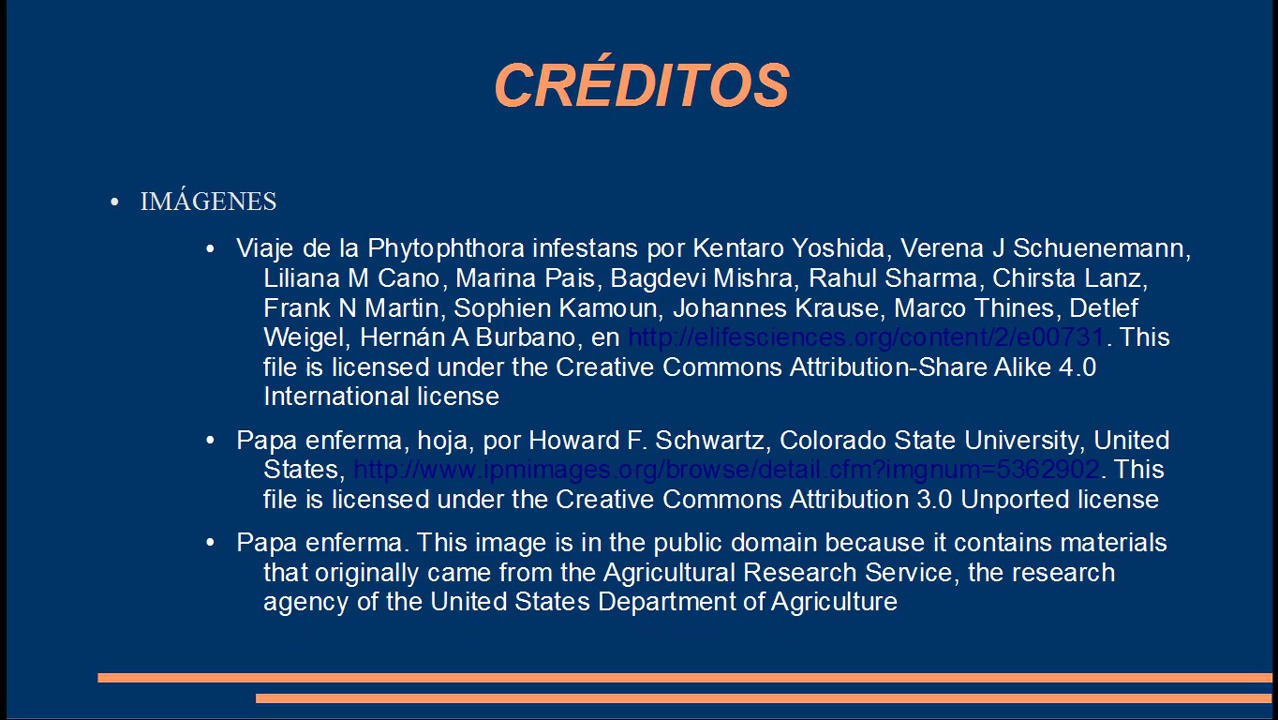 CRÉDITOS
• IMÁGENES
• Viaje de la Phytophthora infestans por Kentaro Yoshida, Verena J Schuenemann,
Liliana M Cano, Marina Pais, Bagdevi Mishra, Rahul Sharma, Chirsta Lanz,
Frank N Martin, Sophien Kamoun, Johannes Krause, Marco Thines, Detlef
Weigel, Hernán A Burbano, en http://elifesciences.org/content/2/e00731. This
file is licensed under the Creative Commons Attribution-Share Alike 4.0
International license
• Papa enferma, hoja, por Howard F. Schwartz, Colorado State University, United
States, http://www.ipmimages.org/browse/detail.cfm?imgnum=5362902. This
file is licensed under the Creative Commons Attribution 3.0 Unported license
• Papa enferma. This image is in the public domain because it contains materials
that originally came from the Agricultural Research Service, the research
agency of the United States Department of Agriculture